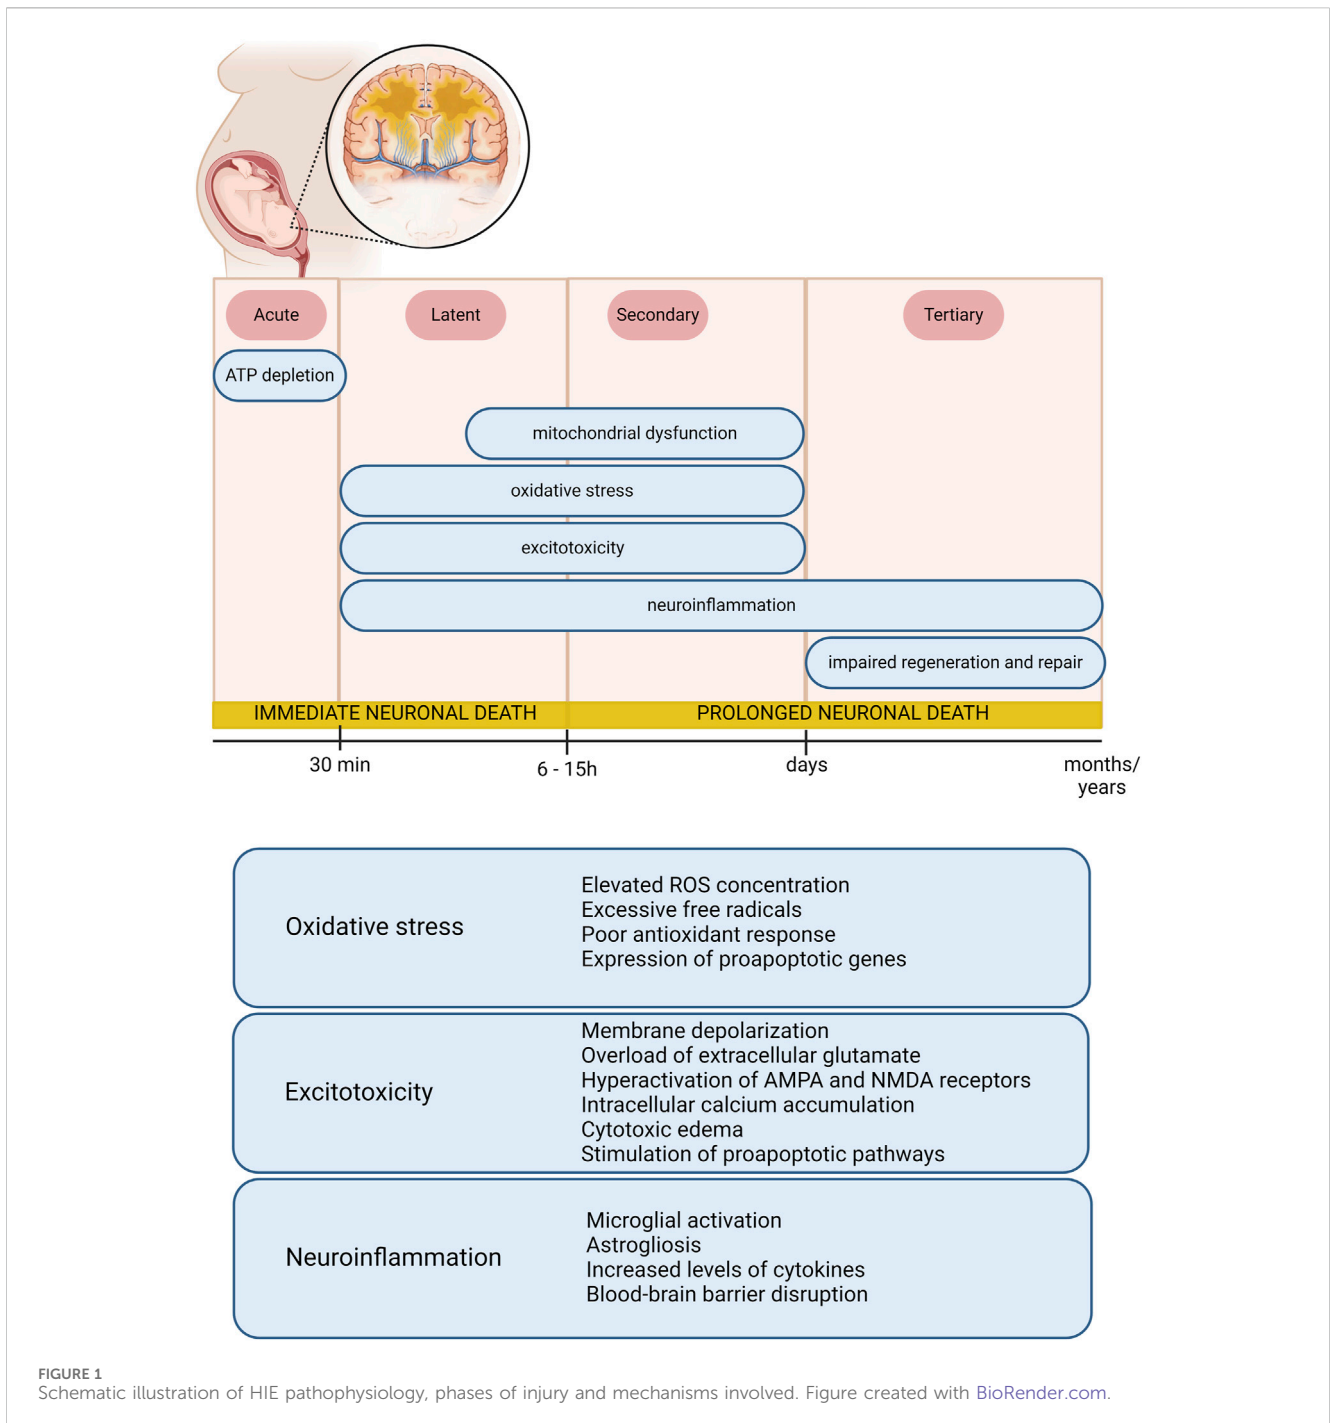 Acute
Latent
Secondary
Tertiary
ATP depletion
mitochondrial dysfunction
oxidative stress
excitotoxicity
neuroinflammation
impaired regeneration and repair
IMMEDIATE NEURONAL DEATH
PROLONGED NEURONAL DEATH
30 min
6 - 15h
days
months/
years
Oxidative stress
Elevated ROS concentration
Excessive free radicals
Poor antioxidant response
Expression of proapoptotic genes
Excitotoxicity
Membrane depolarization
Overload of extracellular glutamate
Hyperactivation of AMPA and NMDA receptors
Intracellular calcium accumulation
Cytotoxic edema
Stimulation of proapoptotic pathways
Neuroinflammation
Microglial activation
Astrogliosis
Increased levels of cytokines
Blood-brain barrier disruption
FIGURE 1
Schematic illustration of HIE pathophysiology, phases of injury and mechanisms involved. Figure created with BioRender.com.